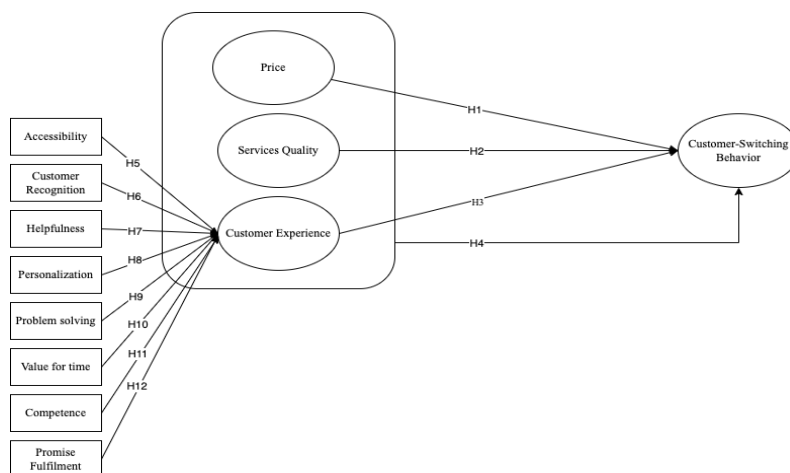 Price
H1
Accessibility
Services Quality
H2
Customer-Switching
Behavior
H5
Customer
Recognition
H6
H3
Helpfulness
H7
Customer Experience
H4
H8
Personalization
H9
Problem solving
H10
H11
Value for time
H12
Competence
Promise
Fulfilment